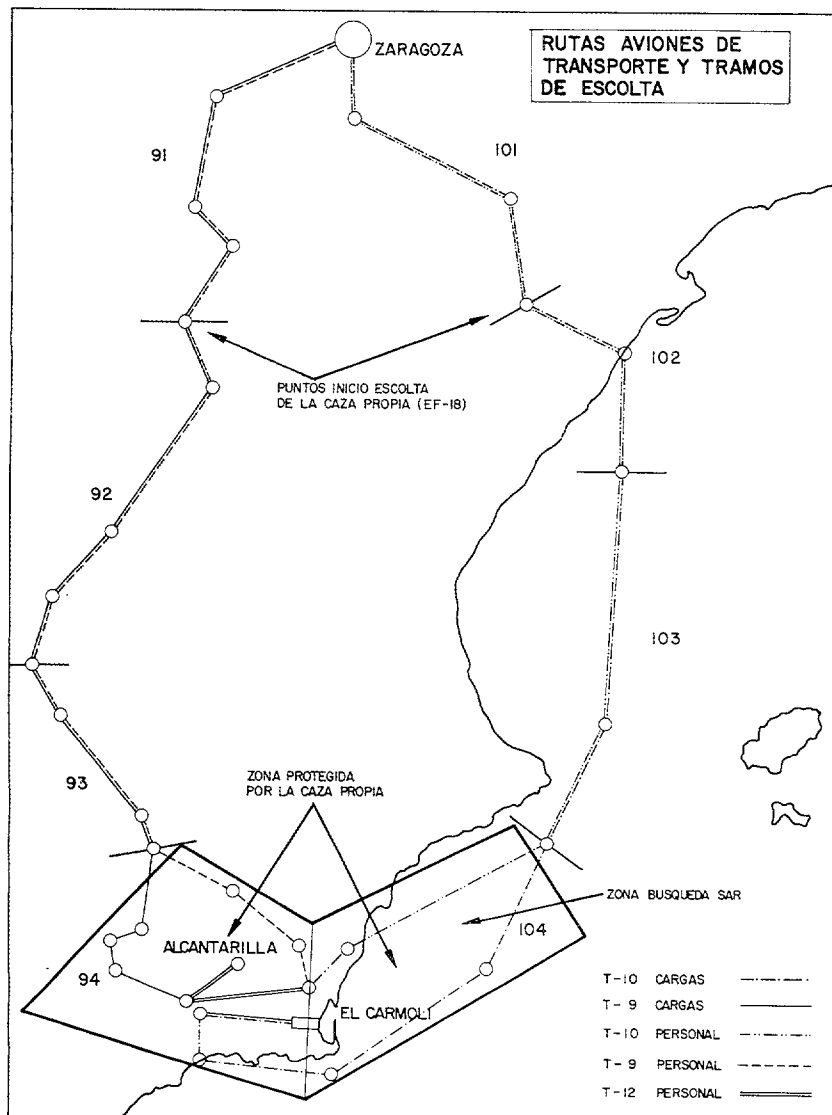 RUTAS AVIONES DE
TRANSPORTE Y TRAMOS
DE ESCOLTA
ZARAGOZA
91
101
102
PUNTOS INICIO ESCOLTA
DE LA CAZA PROPIA (EF-18)
92
103
93
ZONA PROTEGIDA
POR LA CAZA PROPIA
ZONA BUSQUEDA SAR
104
ALCANTARILLA
94
EL CARMOLI
T-10 CARGAS
T-9 CARGAS
T-10 PERSONAL
T-9 PERSONAL
T-12 PERSONAL